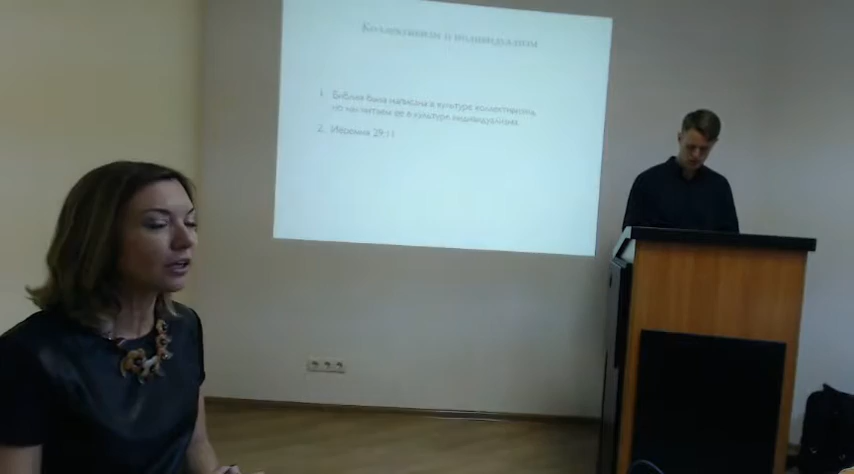 Коллективизм и индивидуализм
1. Библия была написана в культуре коллективизма,
но мы читаем ее в культуре индивидуализма.
2. Иеремия 29:11